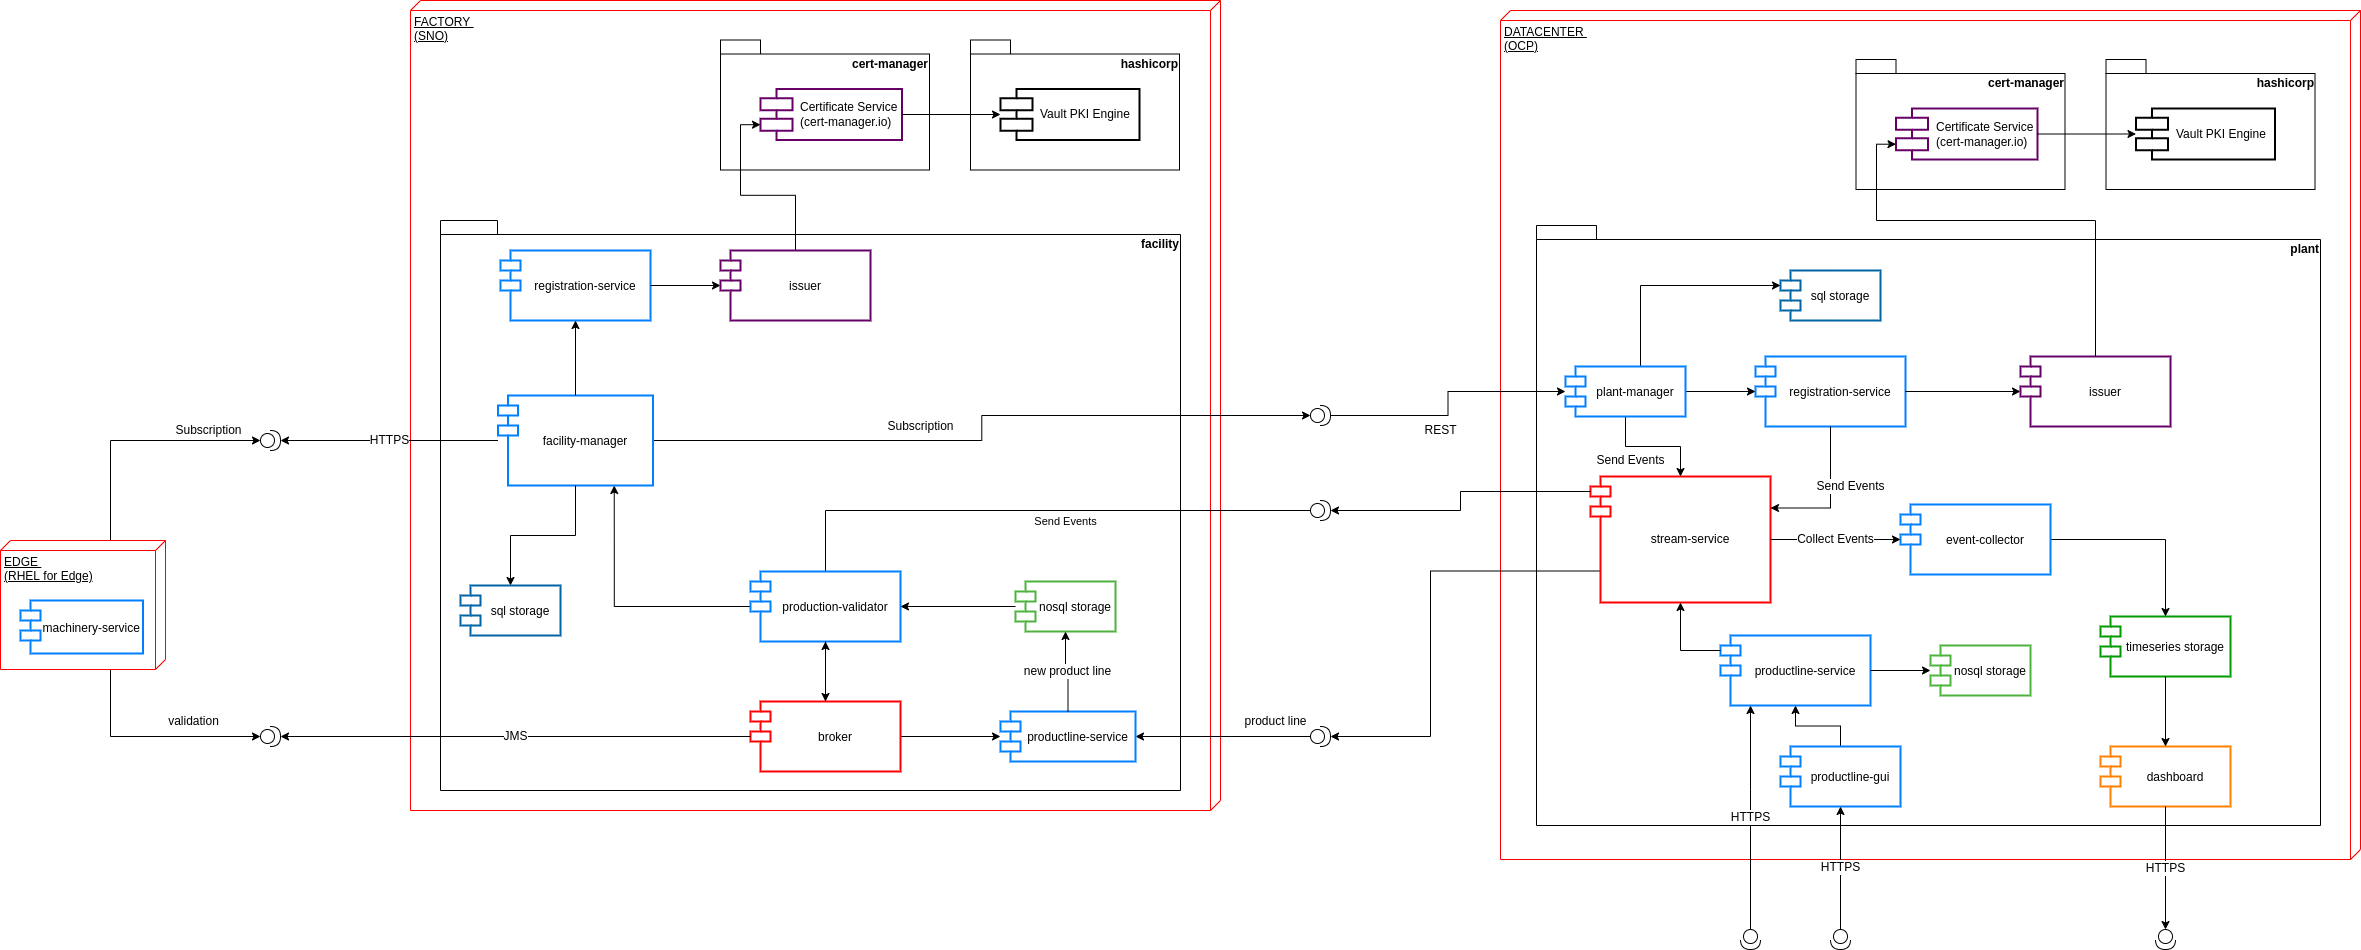 FACTORY
(SNO)
cert-manager
Certificate Service
(cert-manager.io)
hashicorp
Vault PKI Engine
facility
registration-service
issuer
facility-manager
Subscription
HTTPS
Subscription
EDGE
(RHEL for Edge)
machinery-service
validation
JMS
sql storage
production-validator
nosql storage
new product line
broker
productline-service
Send Events
product line
REST
DATACENTER
(OCP)
cert-manager
Certificate Service
(cert-manager.io)
hashicorp
Vault PKI Engine
plant
sql storage
plant-manager
registration-service
issuer
Send Events
Send Events
stream-service
Collect Events
event-collector
productline-service
nosql storage
timeseries storage
productline-gui
dashboard
HTTPS
HTTPS
HTTPS